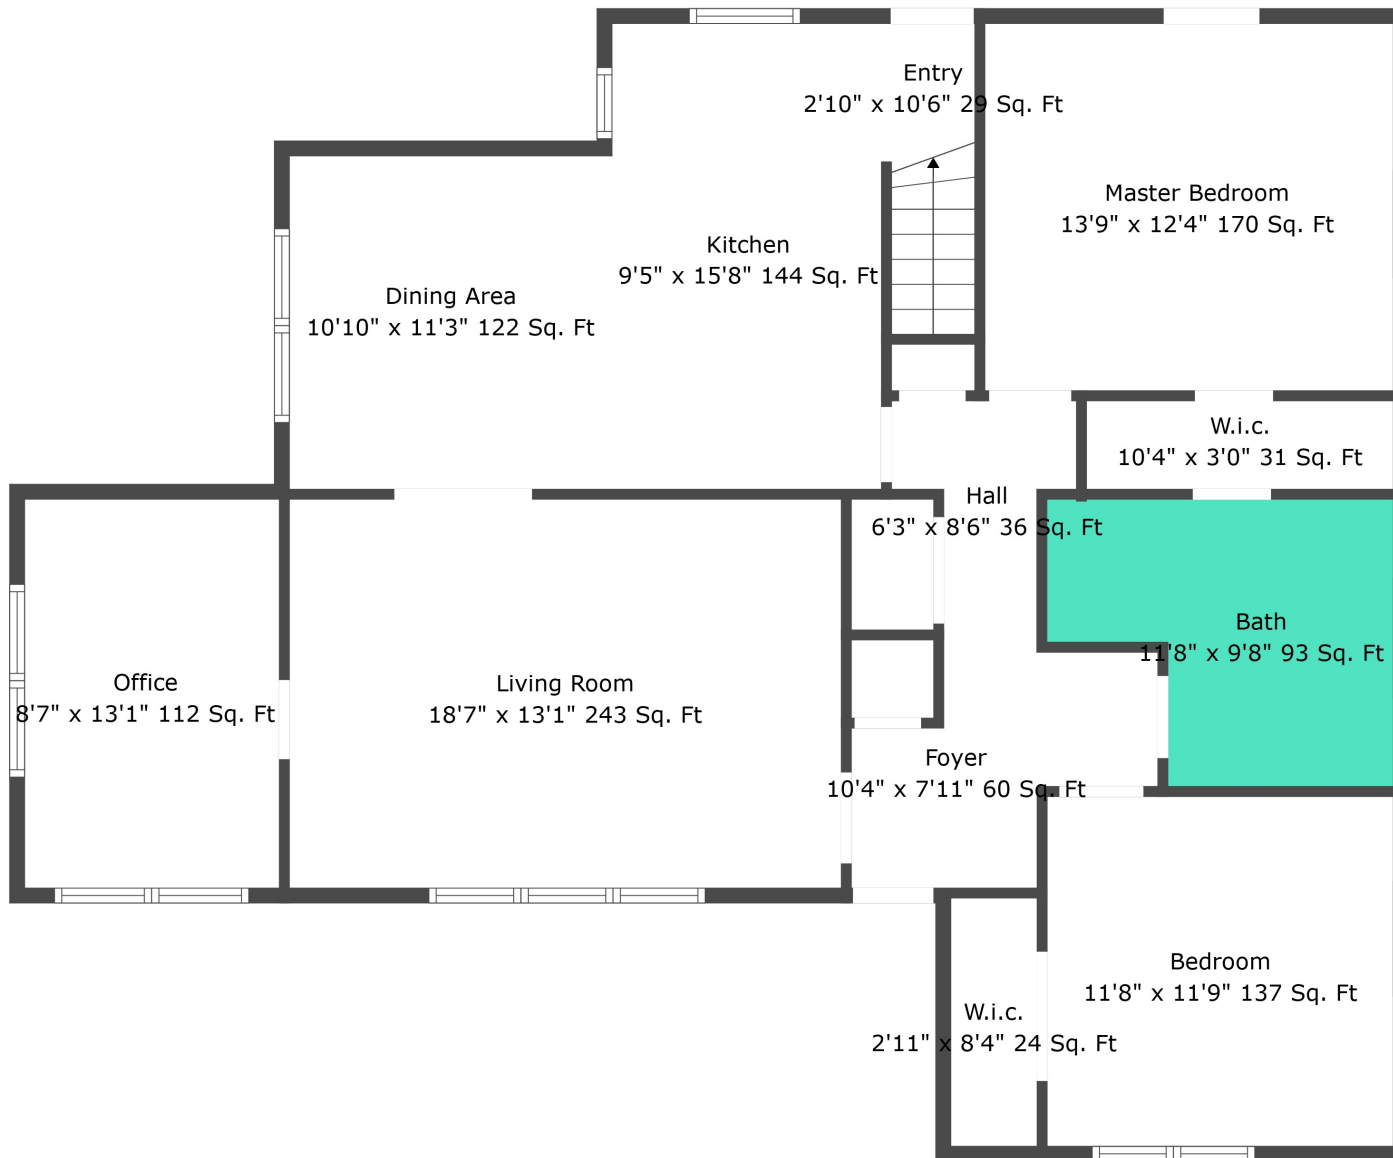 Entry
2'10" x 10'6" 29 Sq. Ft
Master Bedroom
13'9" x 12'4" 170 Sq. Ft
Kitchen
9'5" x 15'8" 144 Sq. Ft
Dining Area
10'10" x 11'3" 122 Sq. Ft
W.i.c.
10'4" x 3'0" 31 Sq. Ft
Hall
6'3" x 8'6" 36 Sq. Ft
Bath
11'8" x 9'8" 93 Sq. Ft
Office
8'7" x 13'1" 112 Sq. Ft
Living Room
18'7" x 13'1" 243 Sq. Ft
Foyer
10'4" x 7'11" 60 Sq. Ft
Bedroom
11'8" x 11'9" 137 Sq. Ft
W.i.c.
2'11" x 8'4" 24 Sq. Ft